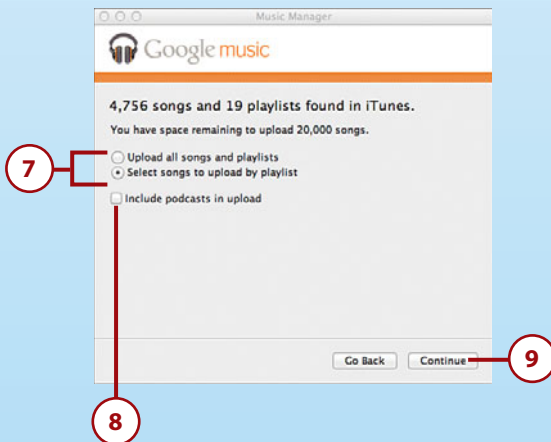 Music Manager
Google music
4,756 songs and 19 playlists found in iTunes.
You have space remaining to upload 20,000 songs.
7
Upload all songs and playlists
Select songs to upload by playlist
Include podcasts in upload
Go Back
Continue
9
8